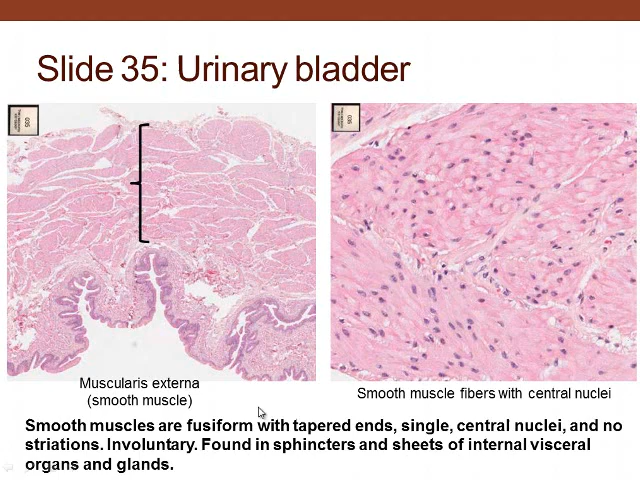 Slide 35: Urinary bladder
Muscularis externa
(smooth muscle)
Smooth muscle fibers with central nuclei
Smooth muscles are fusiform with tapered ends, single, central nuclei, and no
striations. Involuntary. Found in sphincters and sheets of internal visceral
organs and glands.